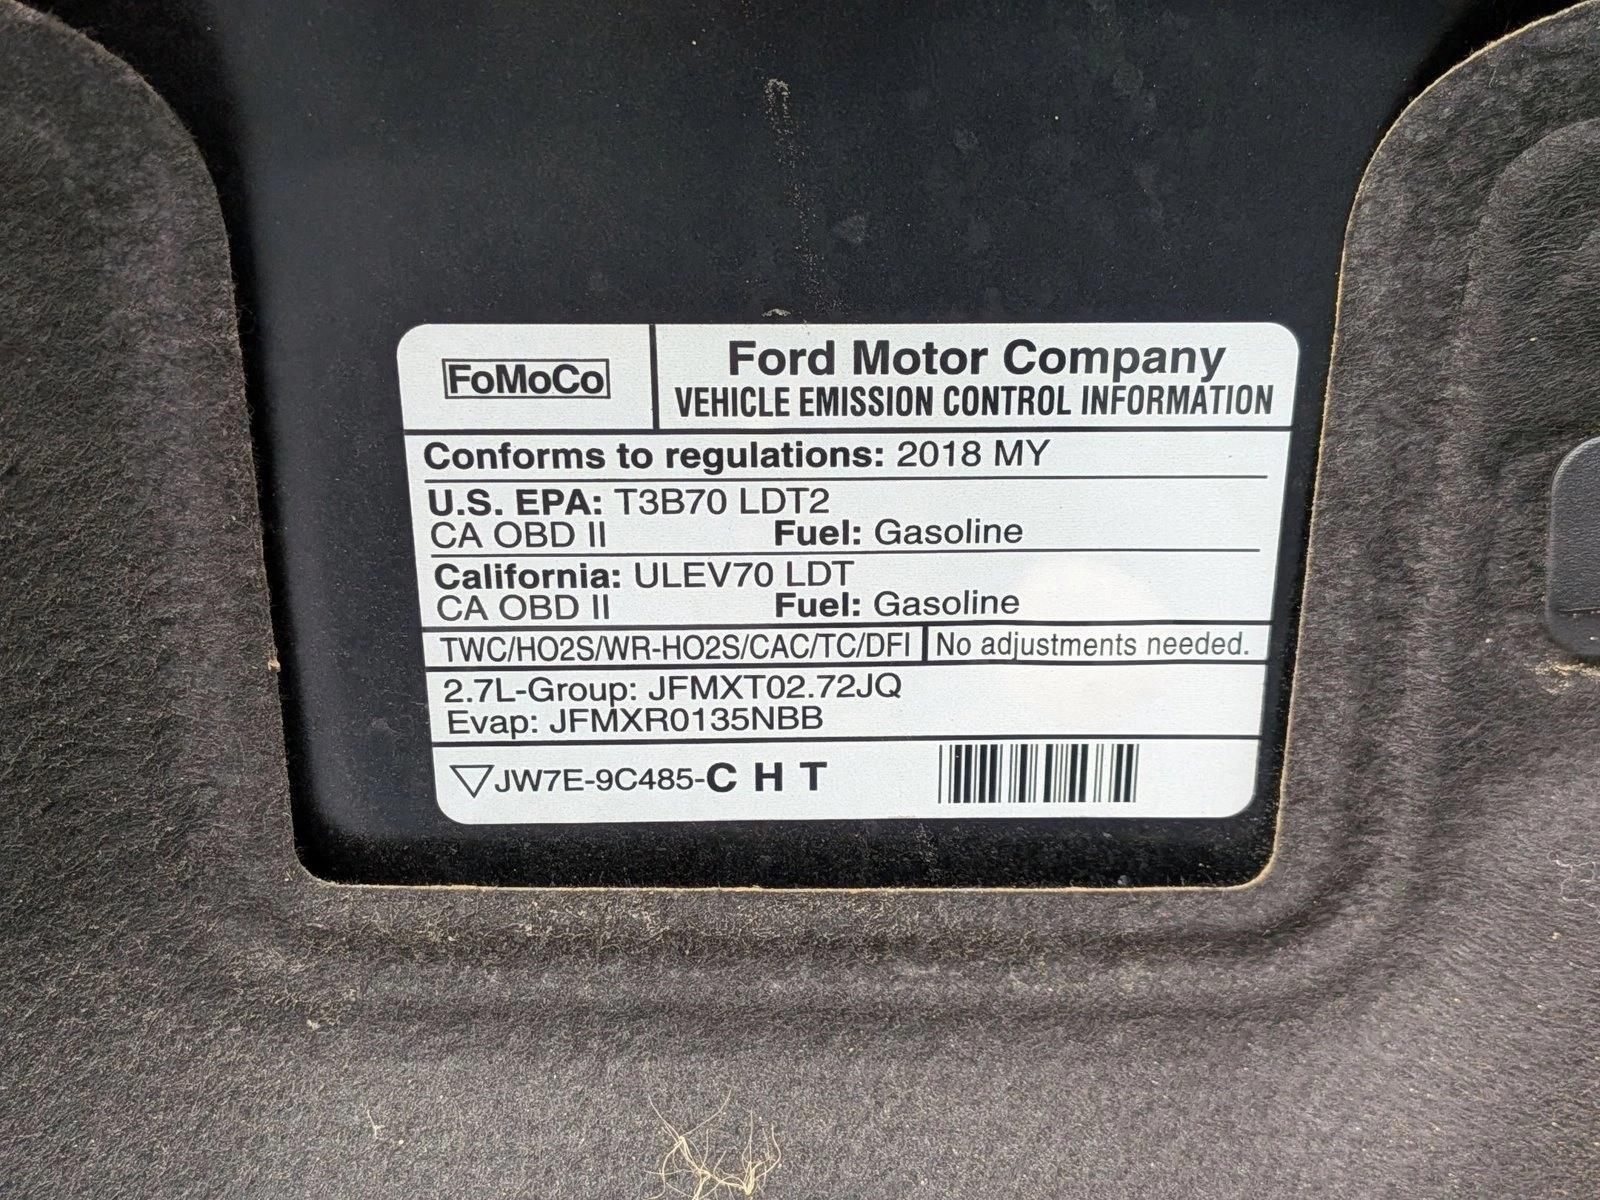 FoMoCo
Ford Motor Company
VEHICLE EMISSION CONTROL INFORMATION
Conforms to regulations: 2018 MY
U.S. EPA: T3B70 LDT2
CA OBD II Fuel: Gasoline
California: ULEV70 LDT
CA OBD II Fuel: Gasoline
TWC/HO2S/WR-HO2S/CAC/TC/DFI No adjustments needed.
2.7L-Group: JFMXT02.72JQ
Evap: JFMXR0135NBB
JW7E-9C485-C H T